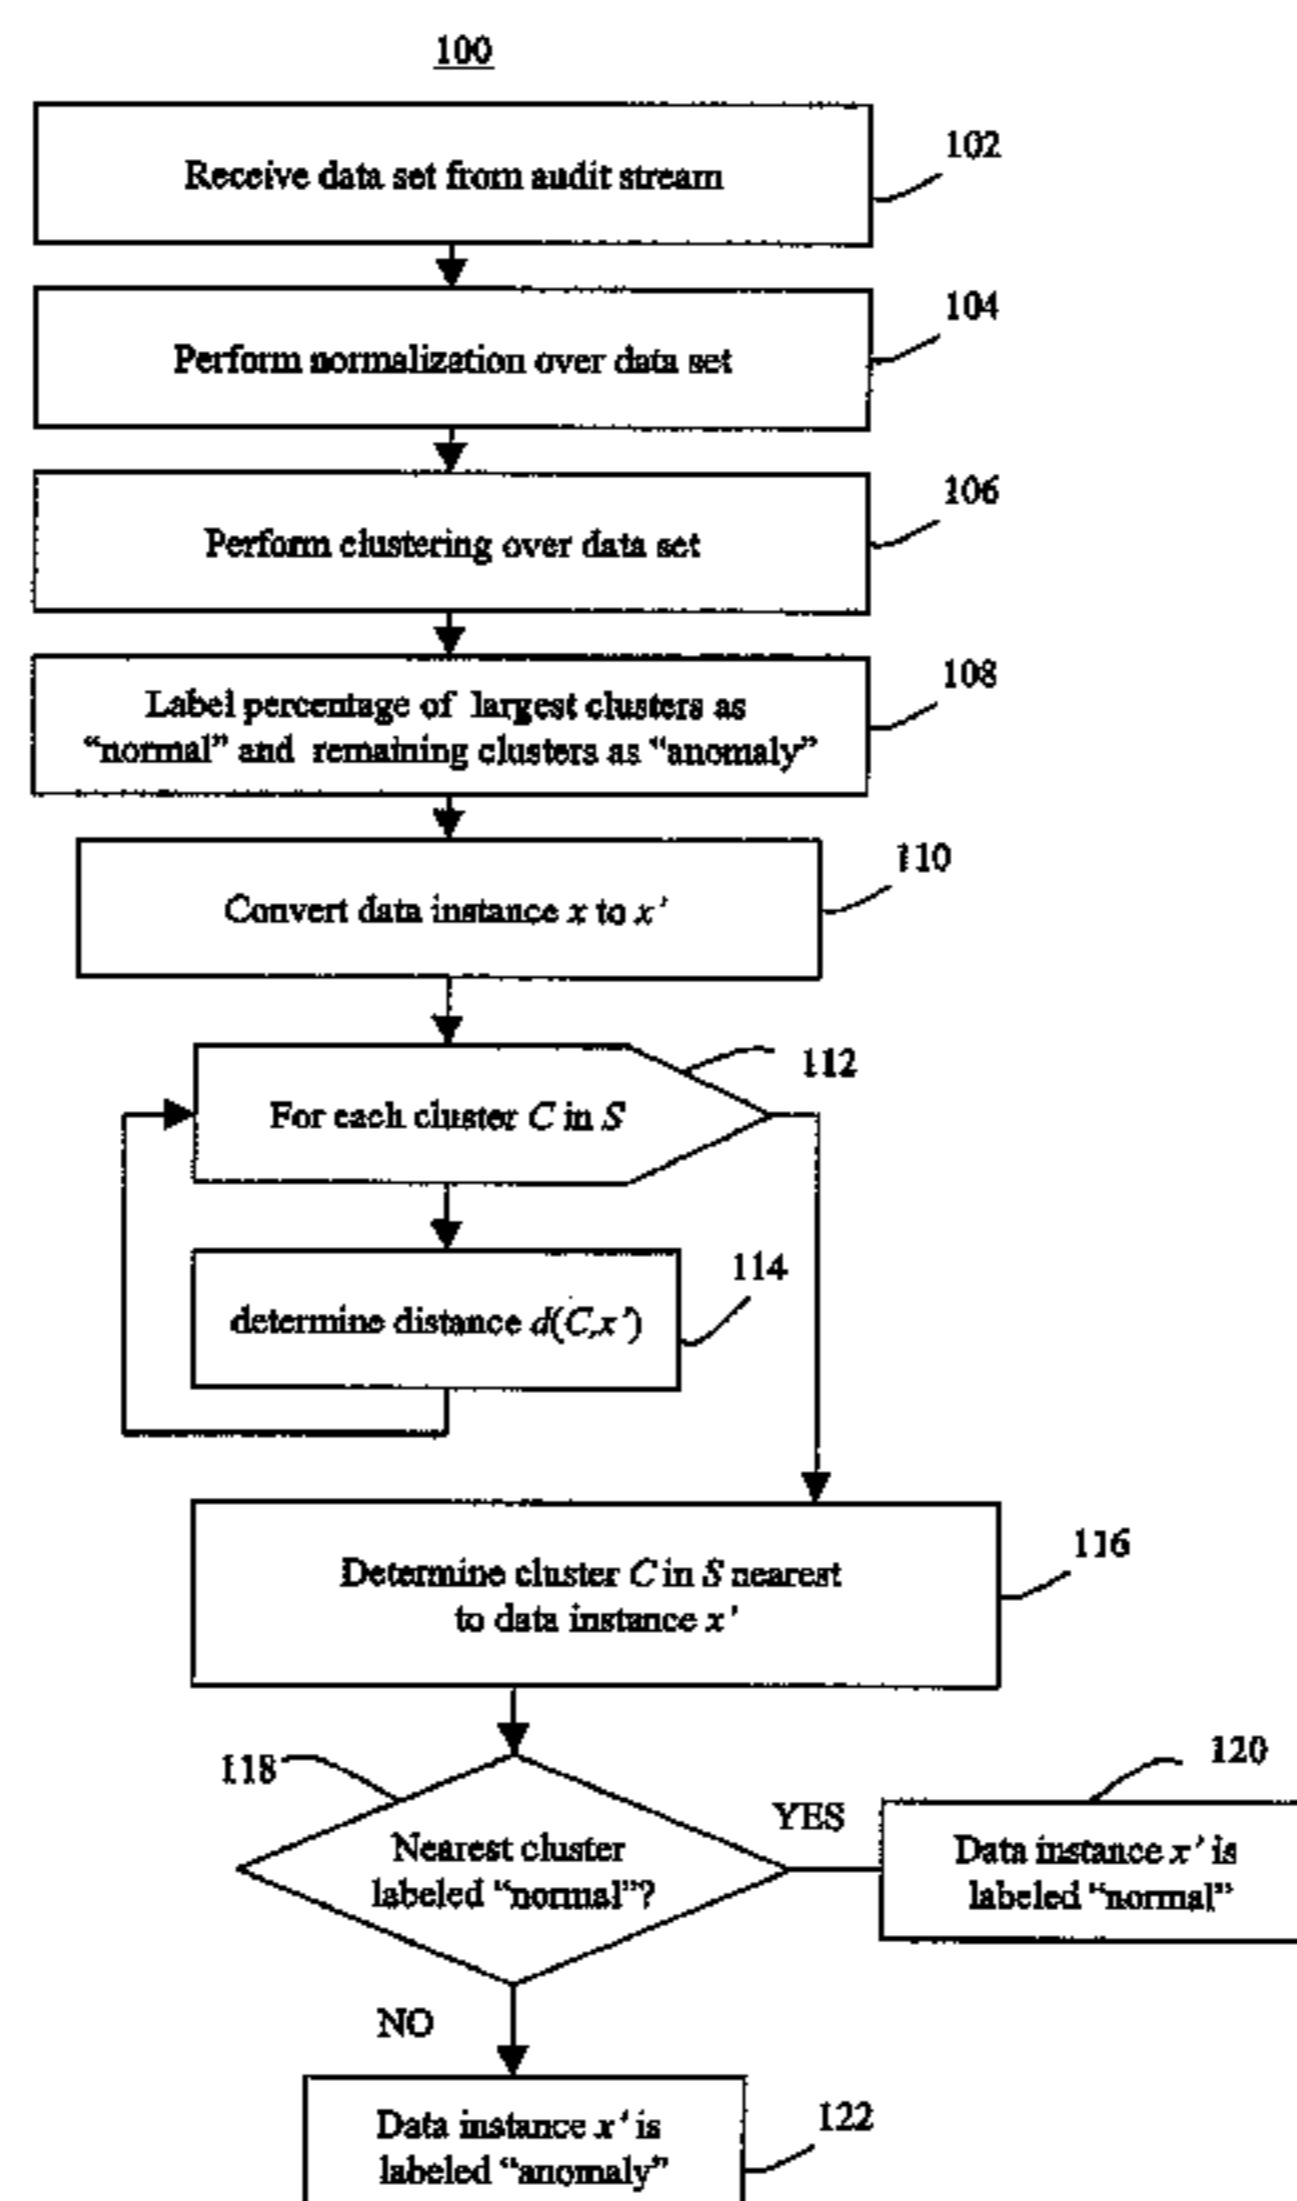 100
Receive data set from audit stream
102
Perform normalization over data set
104
Perform clustering over data set
106
Label percentage of largest clusters as
“normal” and remaining clusters as “anomaly”
108
Convert data instance x to x’
110
For each cluster C in S
112
determine distance d(C,x’)
114
Determine cluster C in S nearest
to data instance x’
116
118
Nearest cluster
labeled “normal”?
YES
120
Data instance x’ is
labeled “normal”
NO
Data instance x’ is
labeled “anomaly”
122